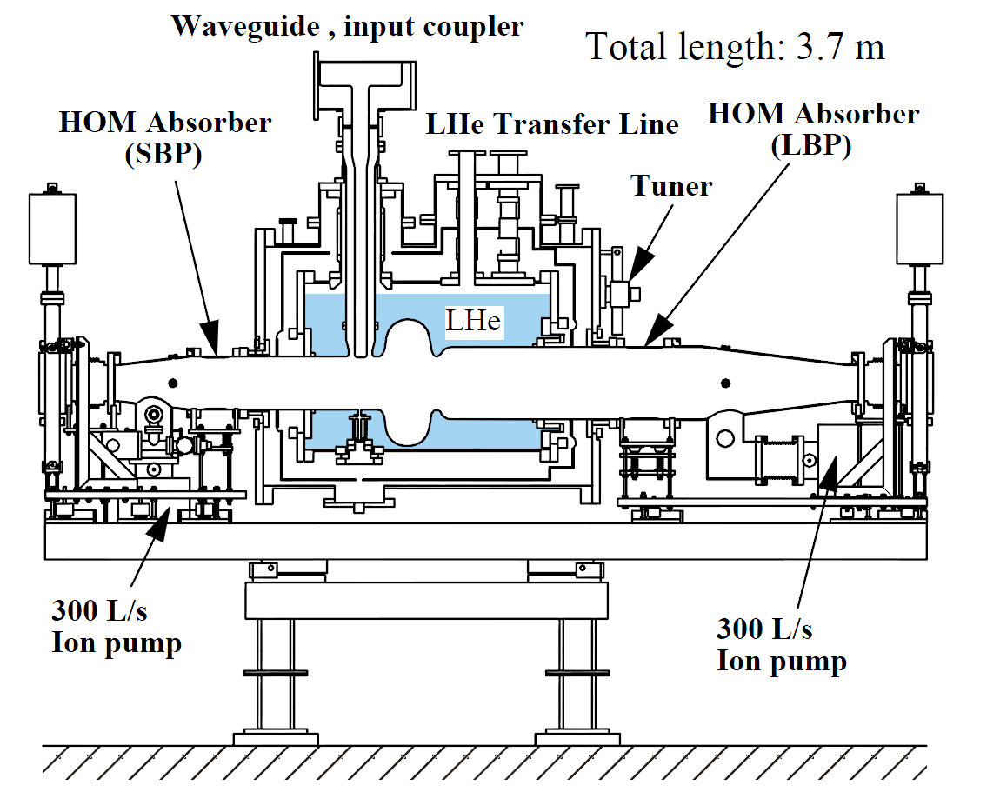 Waveguide , input coupler
Total length: 3.7 m
HOM Absorber
(SBP)
LHe Transfer Line
HOM Absorber
(LBP)
Tuner
LHe
300 L/s
Ion pump
300 L/s
Ion pump